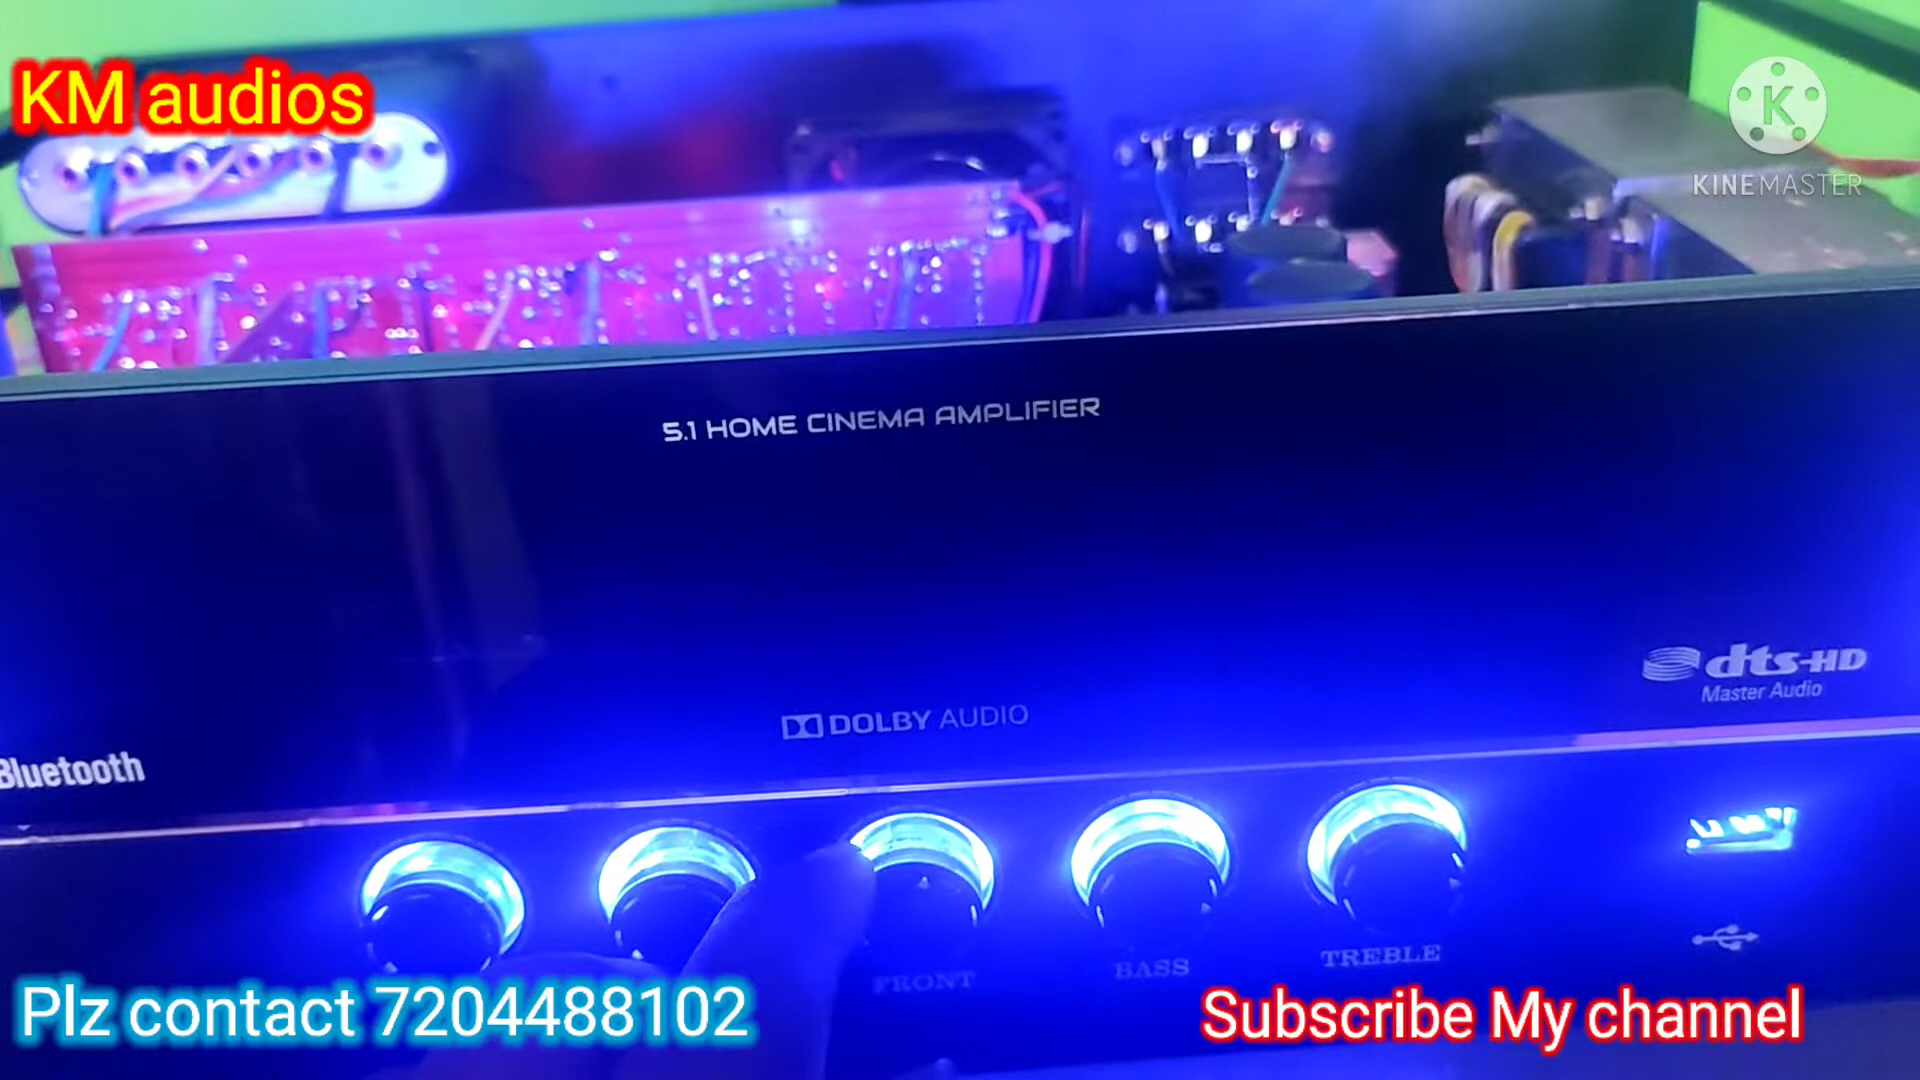 KM audios
K
KINEMASTER
5.1 HOME CINEMA AMPLIFIER
dts-HD
Master Audio
DOLBY AUDIO
Bluetooth
FRONT
BASS
TREBLE
Plz contact 7204488102
Subscribe My channel